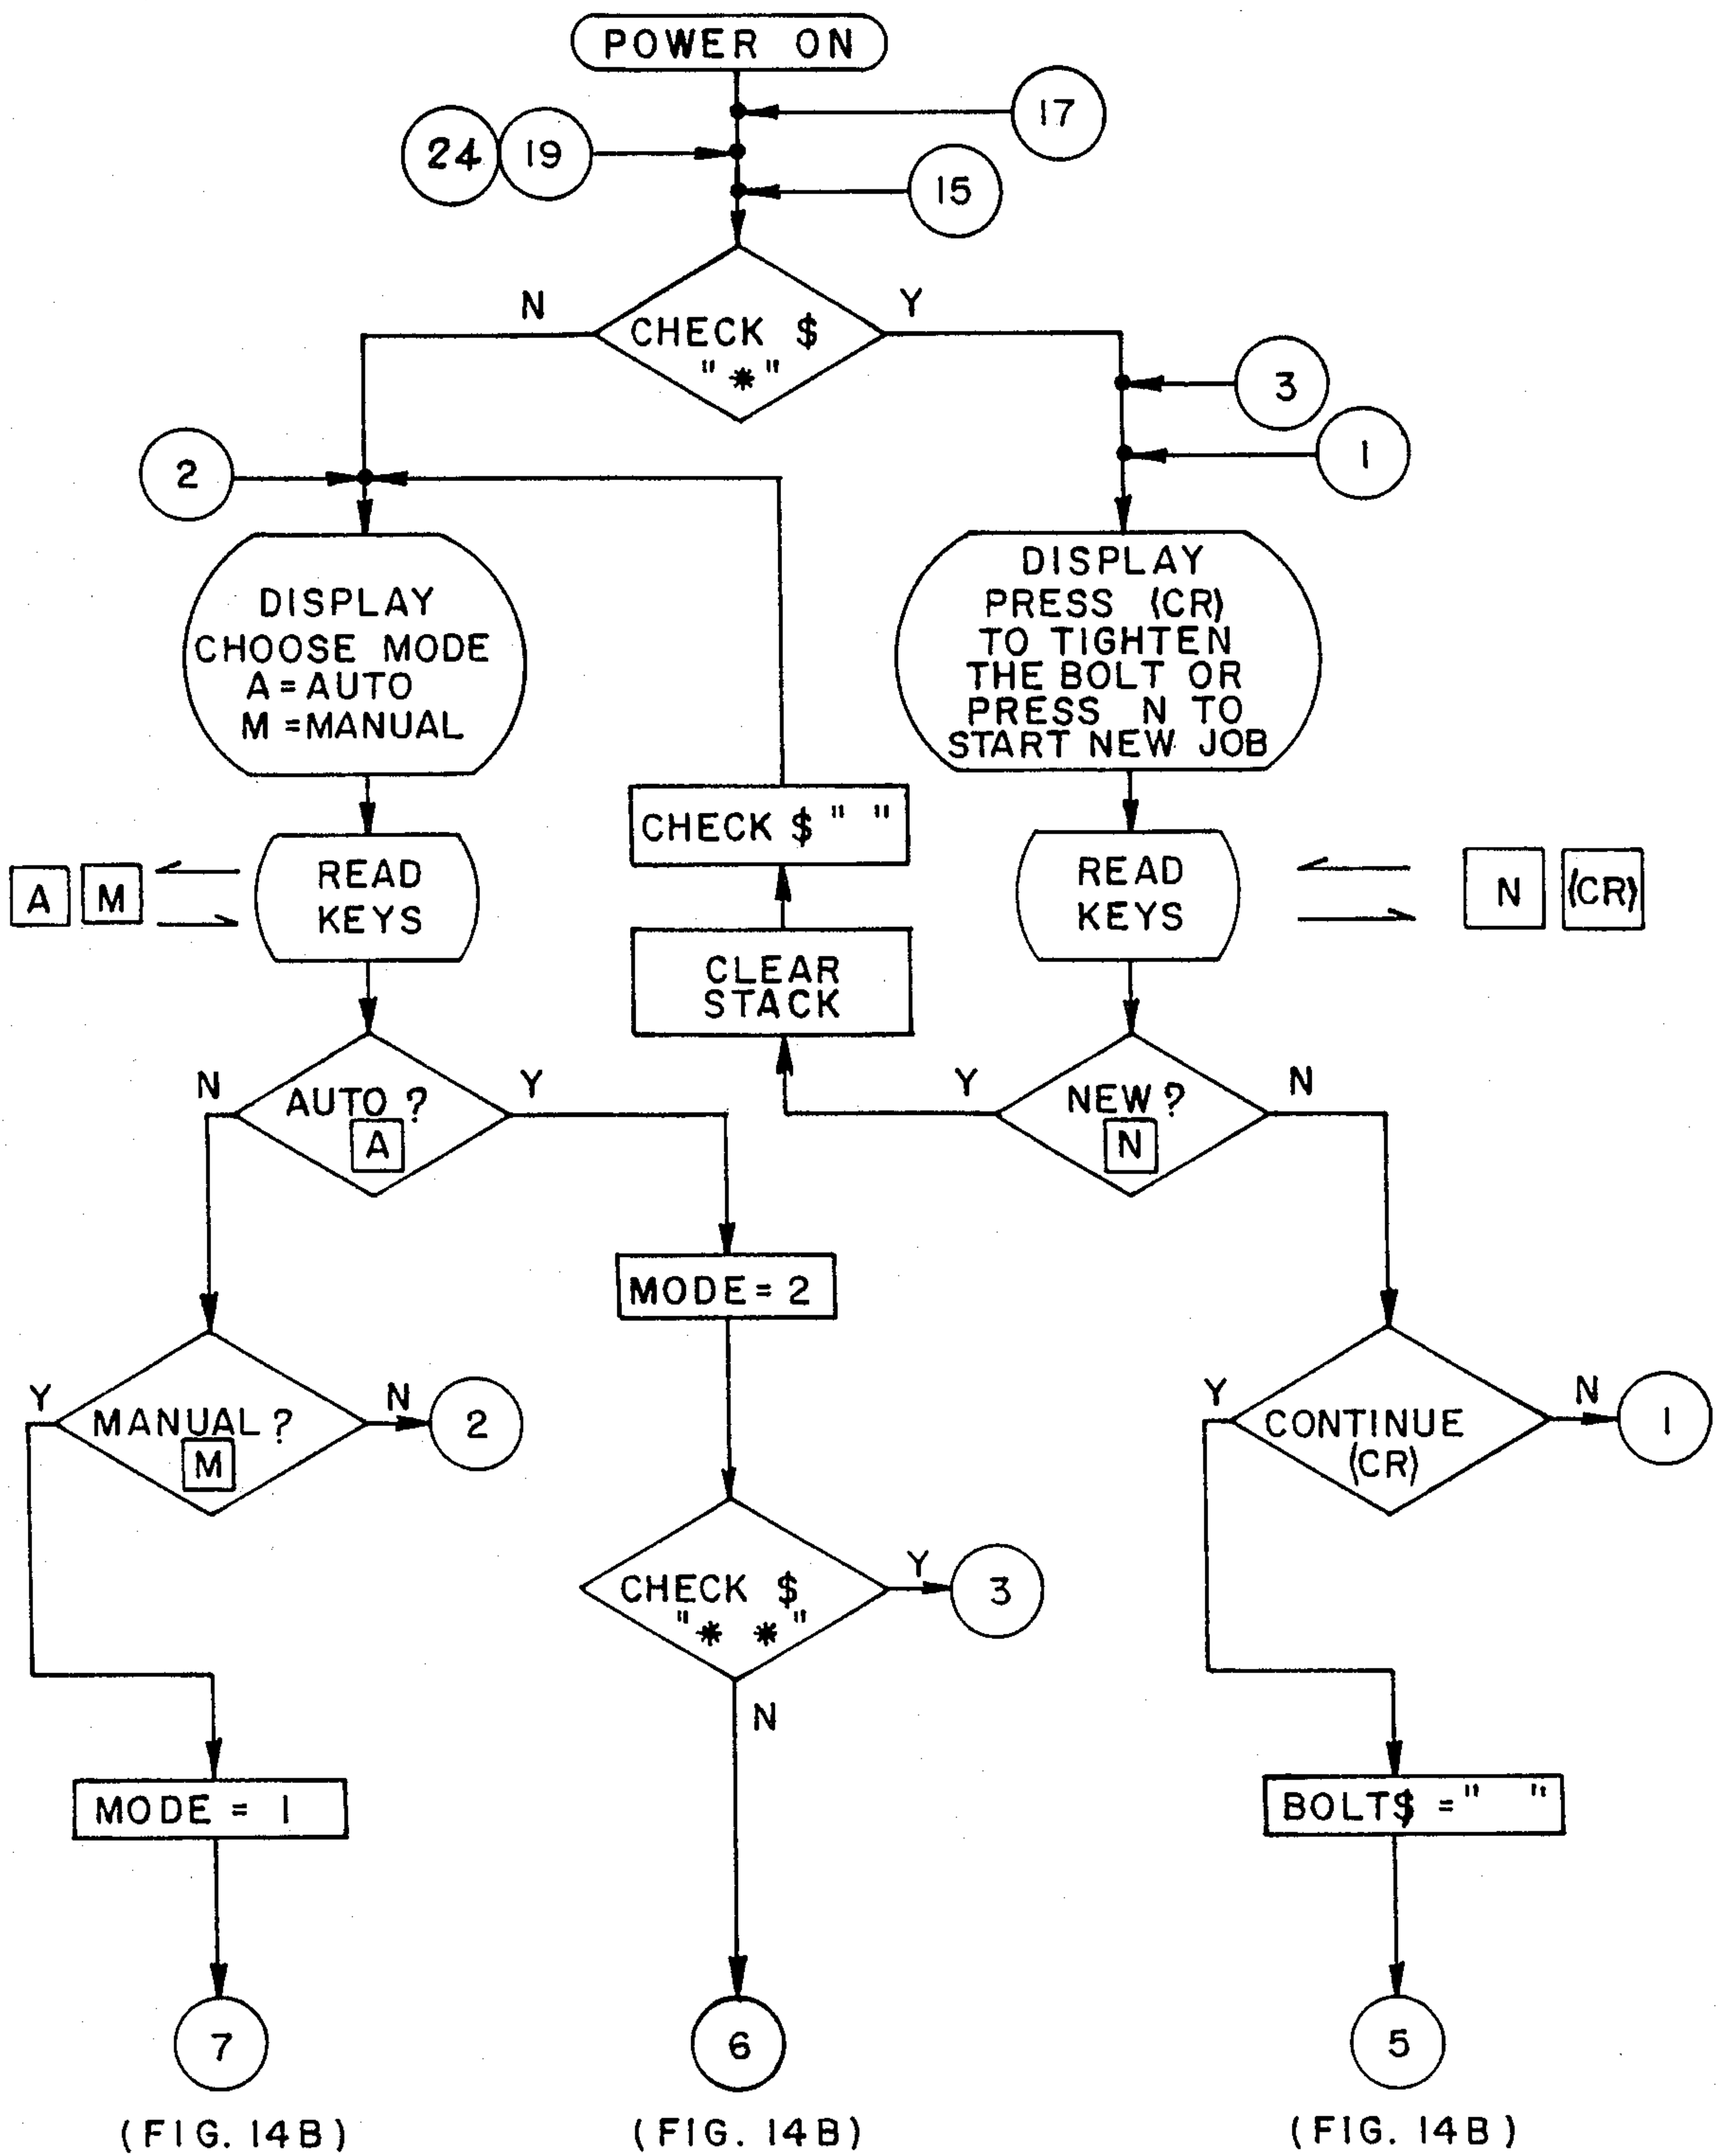 POWER ON
17
24
19
15
N
Y
CHECK $
"*"
3
1
2
DISPLAY
CHOOSE MODE
A = AUTO
M = MANUAL
DISPLAY
PRESS (CR)
TO TIGHTEN
THE BOLT OR
PRESS N TO
START NEW JOB
CHECK $ " "
A
M
READ
KEYS
READ
KEYS
N
(CR)
CLEAR
STACK
N
AUTO ?
A
Y
Y
NEW ?
N
N
MODE = 2
Y
MANUAL ?
M
N
2
Y
CONTINUE
(CR)
N
1
CHECK $
"* *"
Y
3
N
MODE = 1
BOLT$ = " "
7
6
5
(FIG. 14B)
(FIG. 14B)
(FIG. 14B)